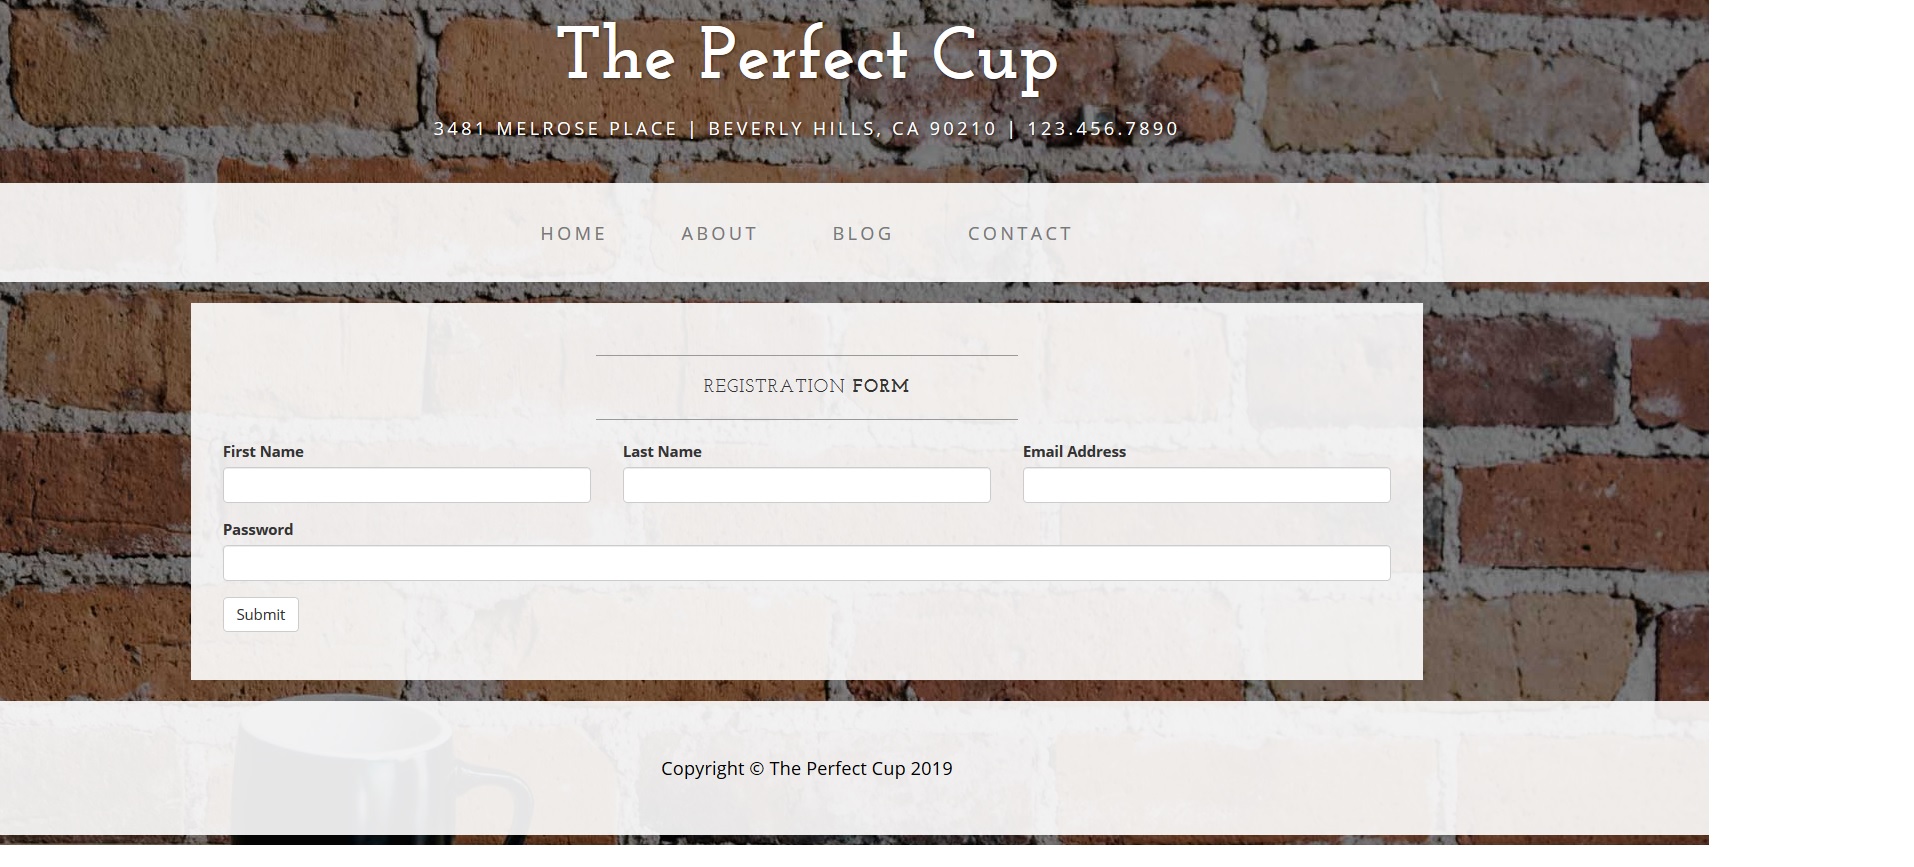 The Perfect Cup
3481 MELROSE PLACE | BEVERLY HILLS, CA 90210 | 123.456.7890
HOME ABOUT BLOG CONTACT
REGISTRATION FORM
First Name Last Name Email Address
Password
Submit
Copyright © The Perfect Cup 2019